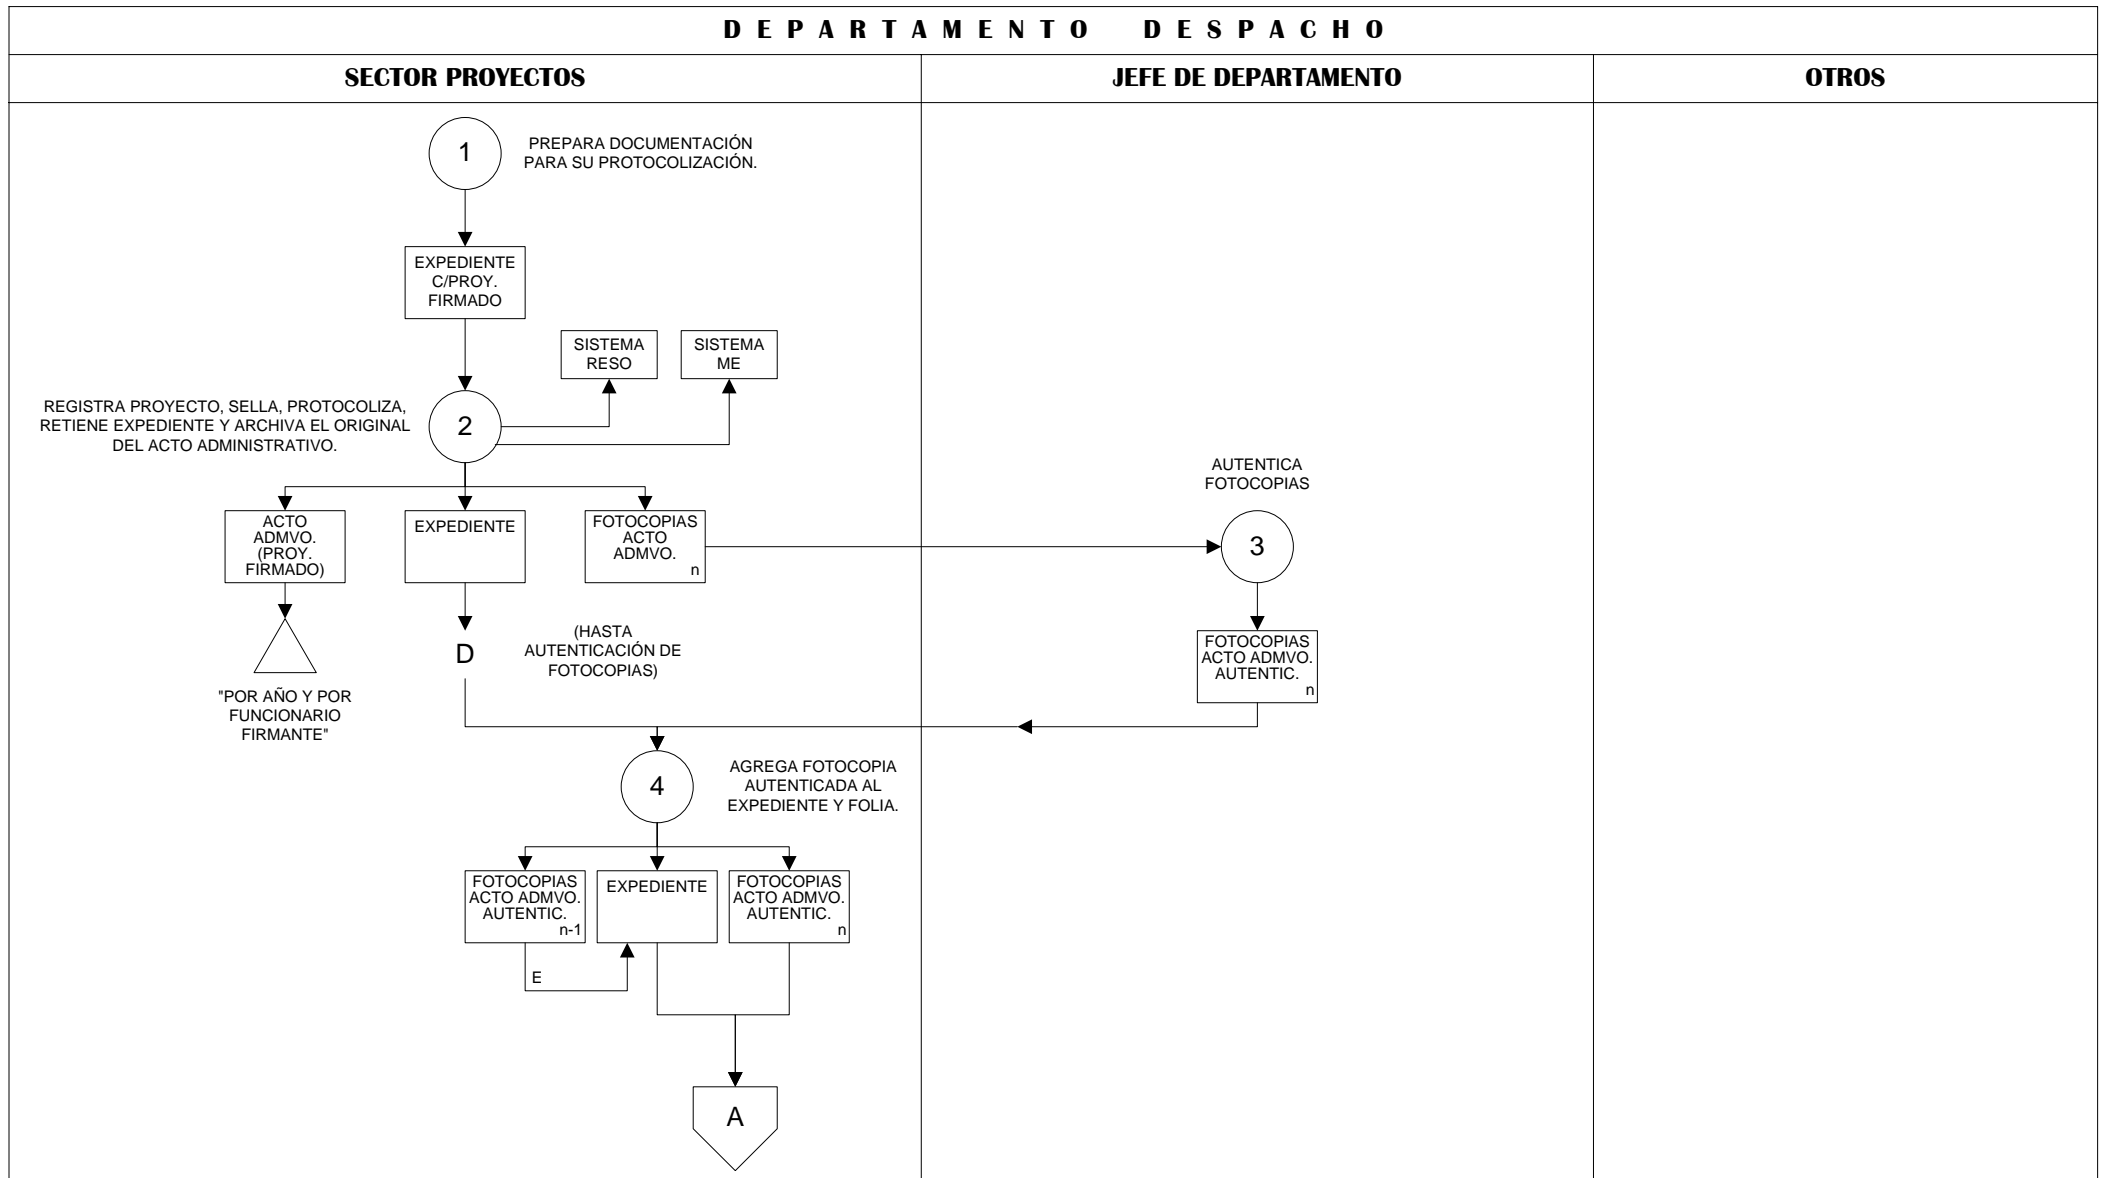 DEPARTAMENTO DESPACHO
SECTOR PROYECTOS
JEFE DE DEPARTAMENTO
OTROS
1
PREPARA DOCUMENTACIÓN
PARA SU PROTOCOLIZACIÓN.
EXPEDIENTE
C/PROY.
FIRMADO
SISTEMA
RESO
SISTEMA
ME
REGISTRA PROYECTO, SELLA, PROTOCOLIZA,
RETIENE EXPEDIENTE Y ARCHIVA EL ORIGINAL
DEL ACTO ADMINISTRATIVO.
2
AUTENTICA
FOTOCOPIAS
ACTO
ADMVO.
(PROY.
FIRMADO)
EXPEDIENTE
FOTOCOPIAS
ACTO
ADMVO.
n
3
D
(HASTA
AUTENTICACIÓN DE
FOTOCOPIAS)
FOTOCOPIAS
ACTO ADMVO.
AUTENTIC.
n
"POR AÑO Y POR
FUNCIONARIO
FIRMANTE"
4
AGREGA FOTOCOPIA
AUTENTICADA AL
EXPEDIENTE Y FOLIA.
FOTOCOPIAS
ACTO ADMVO.
AUTENTIC.
n-1
EXPEDIENTE
FOTOCOPIAS
ACTO ADMVO.
AUTENTIC.
n
E
A